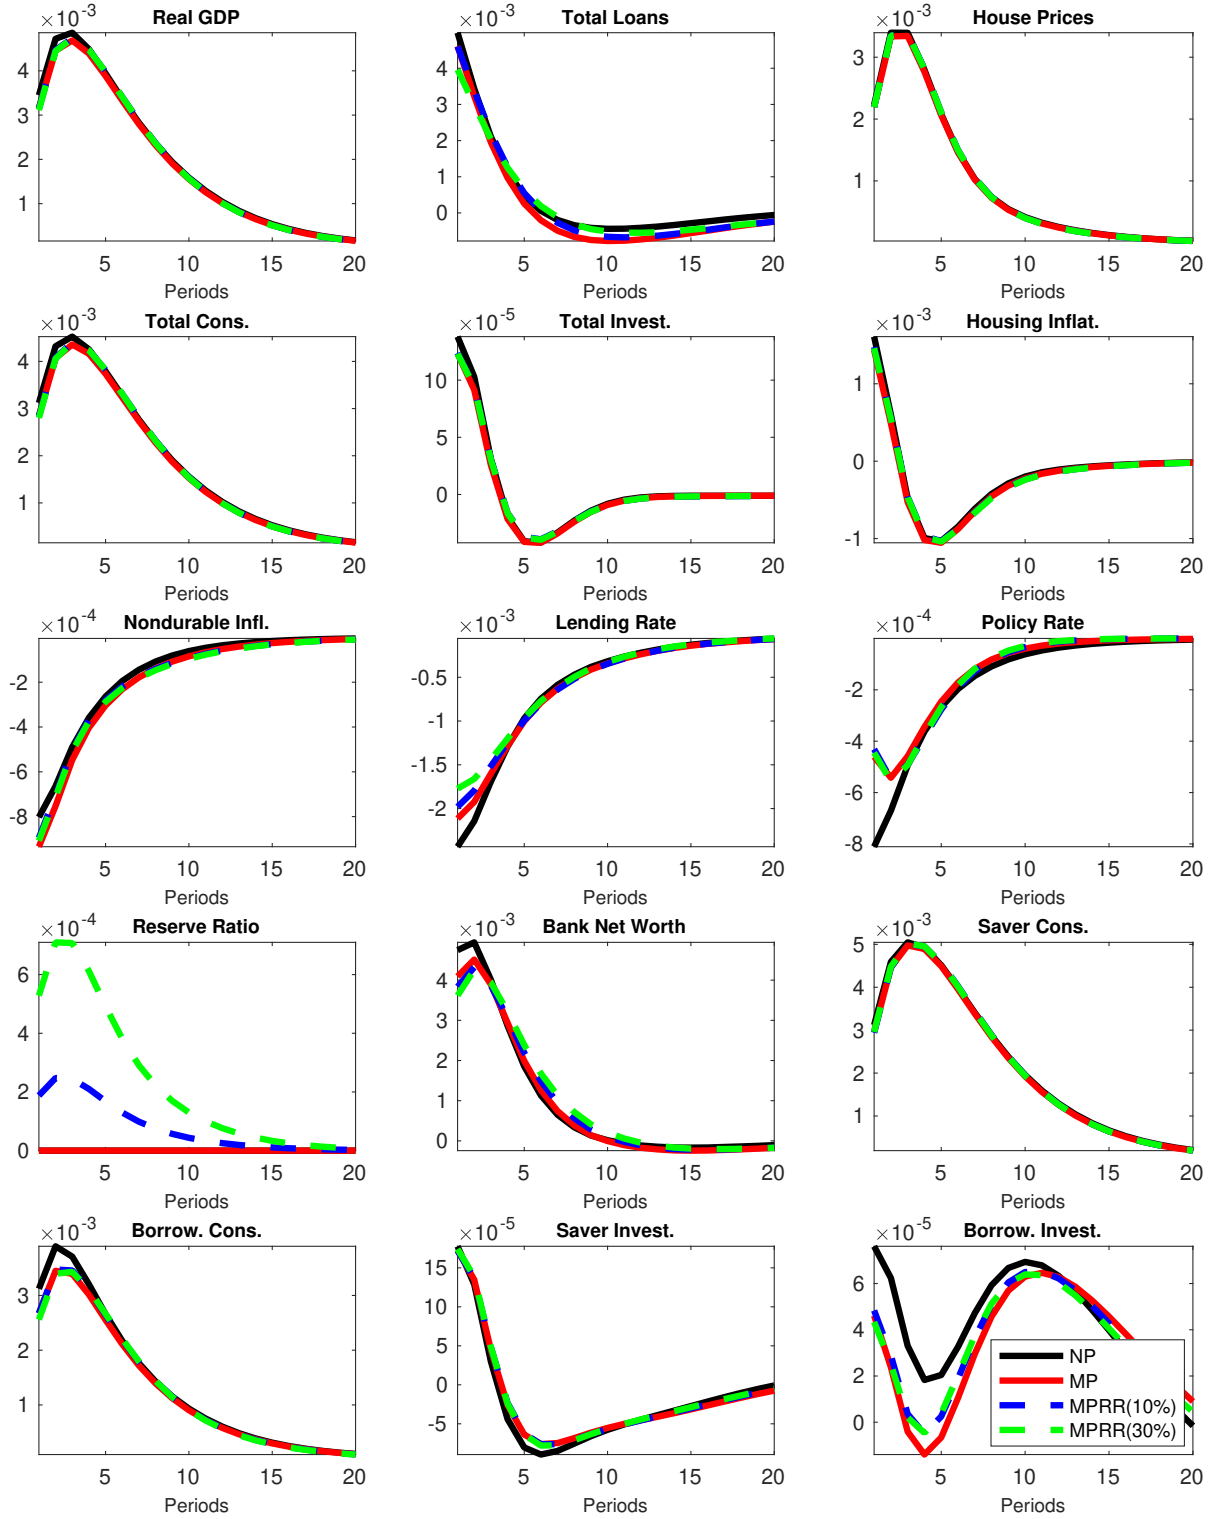 ×10⁻³ Real GDP
4
3
2
1
5 10 15 20
Periods
×10⁻³ Total Loans
4
3
2
1
0
5 10 15 20
Periods
×10⁻³ House Prices
3
2
1
5 10 15 20
Periods
×10⁻³ Total Cons.
4
3
2
1
5 10 15 20
Periods
×10⁻⁵ Total Invest.
10
5
0
5 10 15 20
Periods
×10⁻³ Housing Inflat.
1
0
-1
5 10 15 20
Periods
×10⁻⁴ Nondurable Infl.
-2
-4
-6
-8
5 10 15 20
Periods
×10⁻³ Lending Rate
-0.5
-1
-1.5
-2
5 10 15 20
Periods
×10⁻⁴ Policy Rate
-2
-4
-6
-8
5 10 15 20
Periods
×10⁻⁴ Reserve Ratio
6
4
2
0
5 10 15 20
Periods
×10⁻³ Bank Net Worth
4
3
2
1
0
5 10 15 20
Periods
×10⁻³ Saver Cons.
5
4
3
2
1
5 10 15 20
Periods
×10⁻³ Borrow. Cons.
3
2
1
5 10 15 20
Periods
×10⁻⁵ Saver Invest.
15
10
5
0
-5
5 10 15 20
Periods
×10⁻⁵ Borrow. Invest.
6
4
2
0
5 10 15 20
Periods
NP
MP
MPRR(10%)
MPRR(30%)